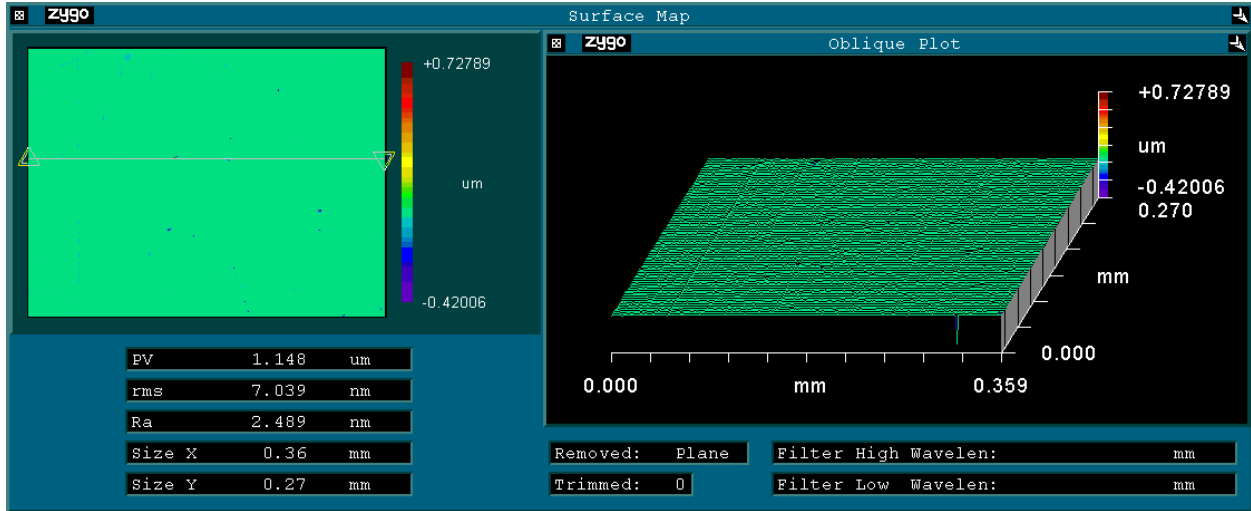 zygo Surface Map
+0.72789
um
-0.42006
PV 1.148 um
rms 7.039 nm
Ra 2.489 nm
Size X 0.36 mm
Size Y 0.27 mm
zygo Oblique Plot
+0.72789
um
-0.42006
0.270
mm
0.000
0.000 mm 0.359
Removed: Plane
Trimmed: 0
Filter High Wavelen: mm
Filter Low Wavelen: mm